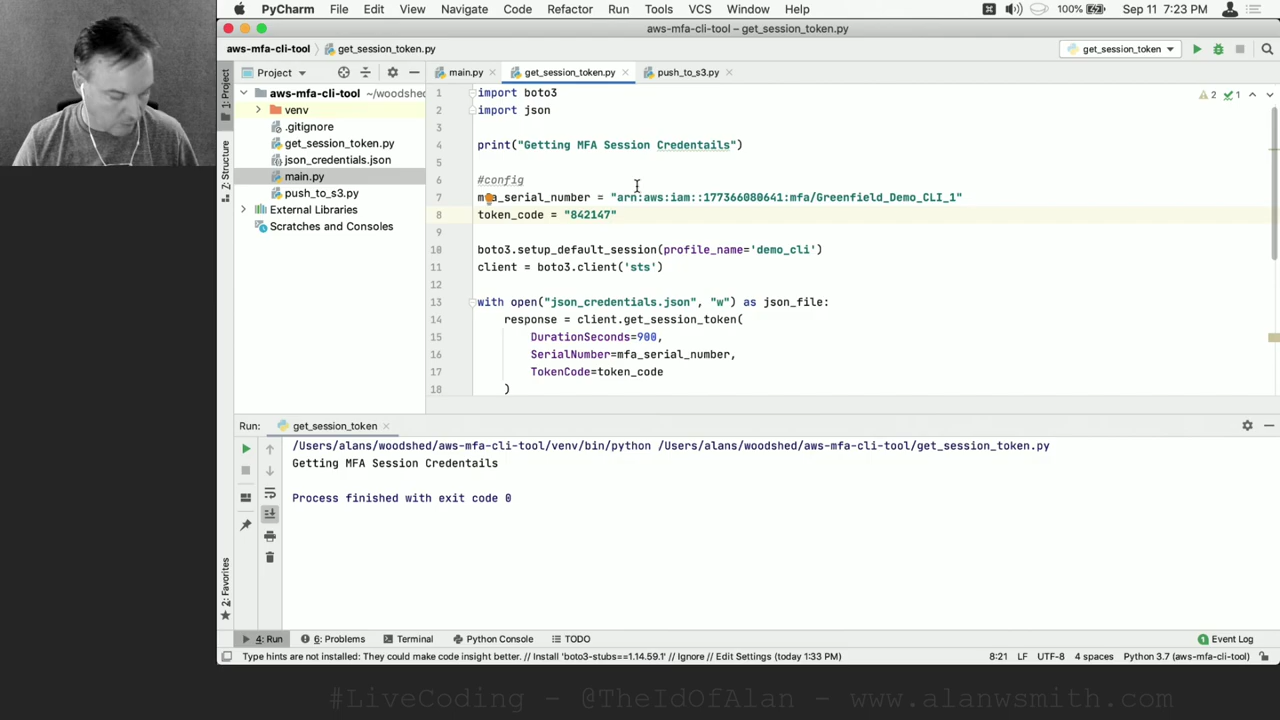 PyCharm File Edit View Navigate Code Refactor Run Tools VCS Window Help 100% Sep 11 7:23 PM
aws-mfa-cli-tool – get_session_token.py
aws-mfa-cli-tool get_session_token.py get_session_token
Project main.py get_session_token.py push_to_s3.py
1: Project
Z: Structure
2: Favorites
aws-mfa-cli-tool ~/woodshed
venv
.gitignore
get_session_token.py
json_credentials.json
main.py
push_to_s3.py
External Libraries
Scratches and Consoles
2 1
1 import boto3
2 import json
3
4 print("Getting MFA Session Credentails")
5
6 #config
7 mfa_serial_number = "arn:aws:iam::177366080641:mfa/Greenfield_Demo_CLI_1"
8 token_code = "842147"
9
10 boto3.setup_default_session(profile_name='demo_cli')
11 client = boto3.client('sts')
12
13 with open("json_credentials.json", "w") as json_file:
14 response = client.get_session_token(
15 DurationSeconds=900,
16 SerialNumber=mfa_serial_number,
17 TokenCode=token_code
18 )
Run: get_session_token
/Users/alans/woodshed/aws-mfa-cli-tool/venv/bin/python /Users/alans/woodshed/aws-mfa-cli-tool/get_session_token.py
Getting MFA Session Credentails
Process finished with exit code 0
4: Run 6: Problems Terminal Python Console TODO 1 Event Log
Type hints are not installed: They could make code insight better. // Install 'boto3-stubs==1.14.59.1' // Ignore // Edit Settings (today 1:33 PM) 8:21 LF UTF-8 4 spaces Python 3.7 (aws-mfa-cli-tool)
#LiveCoding - @TheIdOfAlan - www.alanwsmith.com